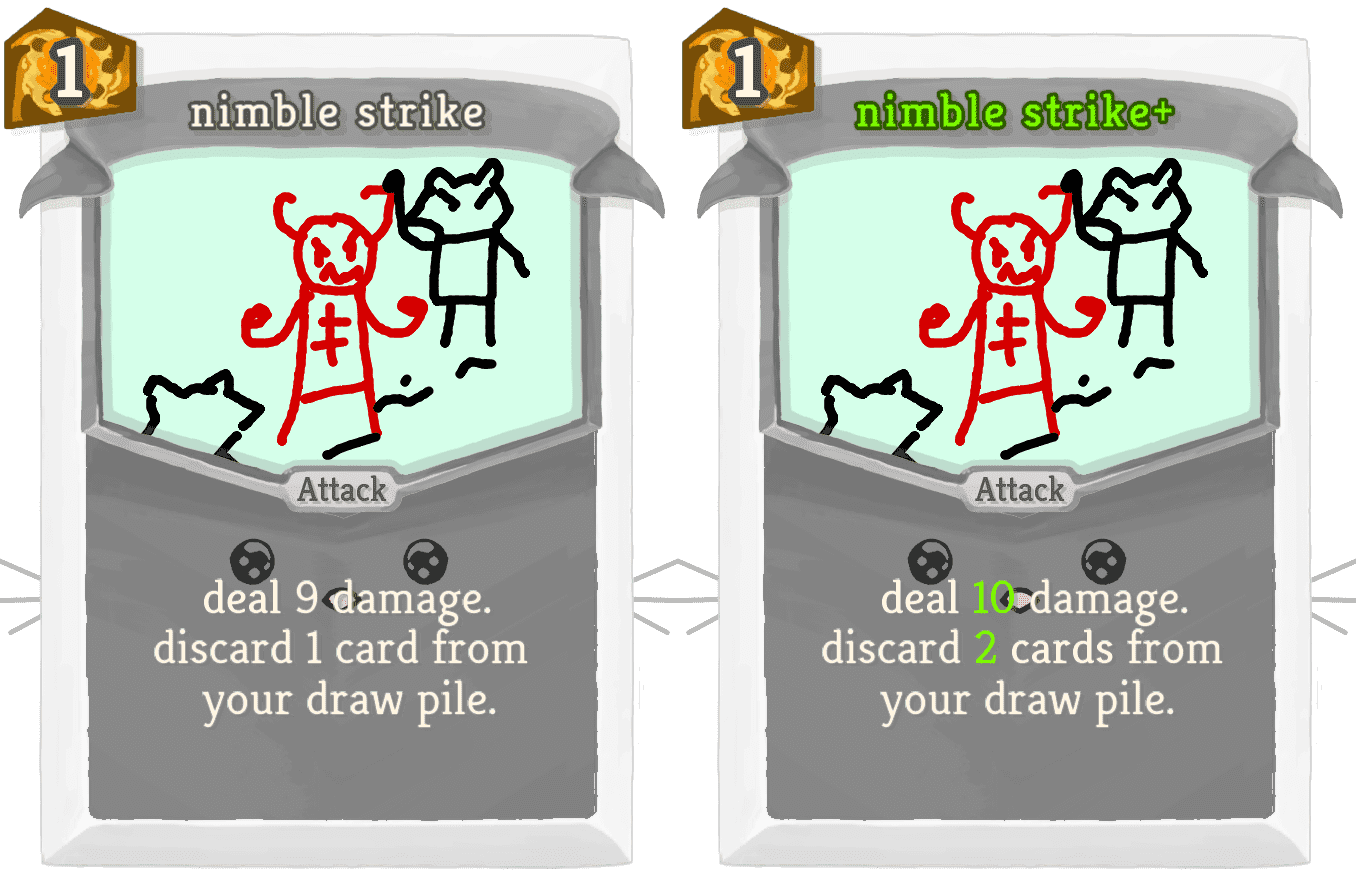 1
nimble strike
Attack
deal 9 damage.
discard 1 card from
your draw pile.
1
nimble strike+
Attack
deal 10 damage.
discard 2 cards from
your draw pile.